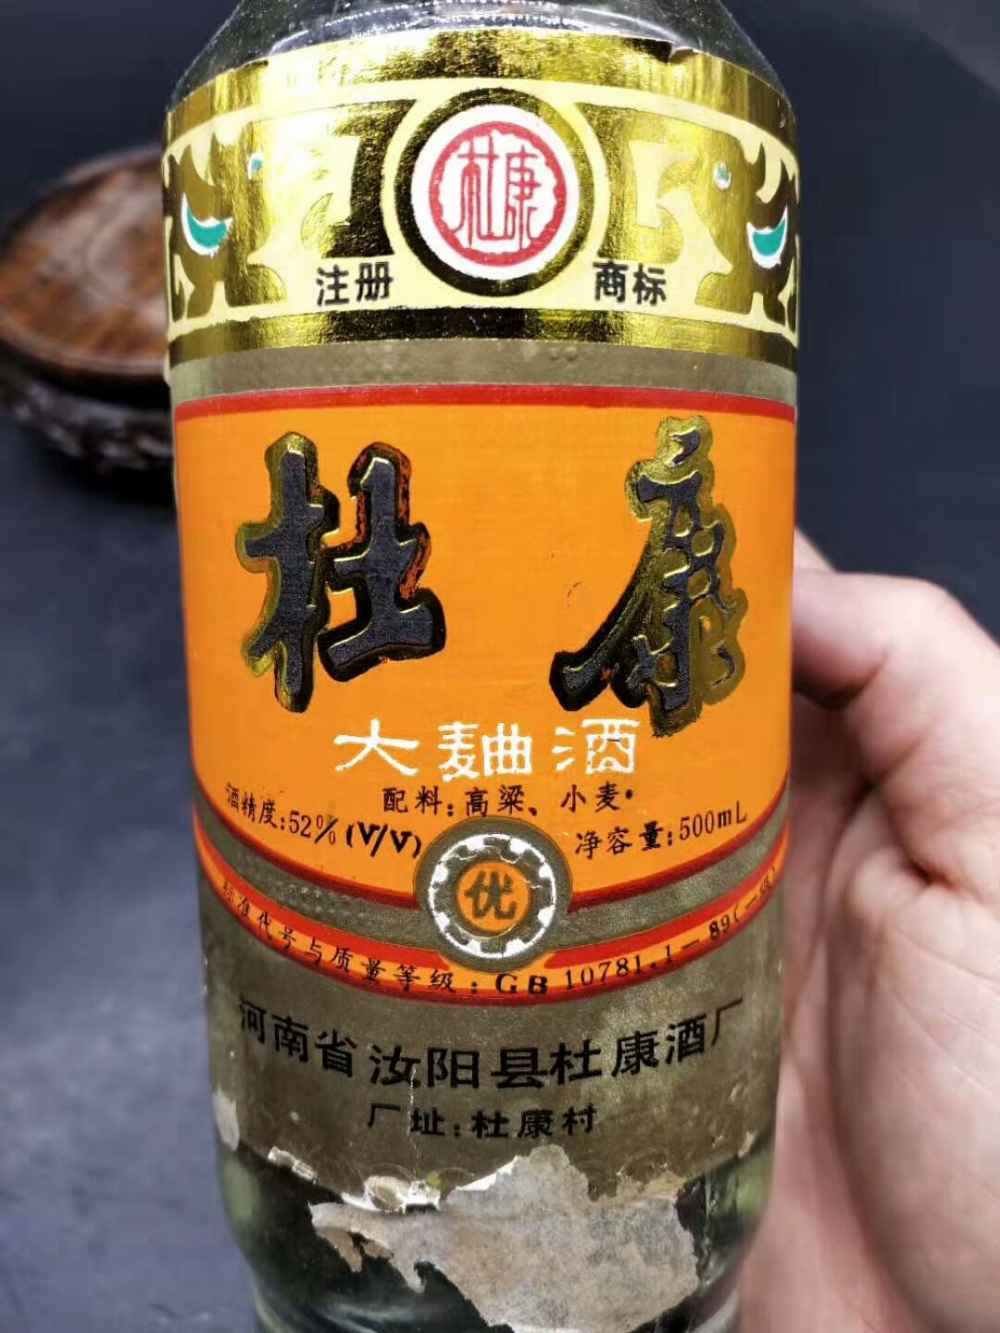 杜康
注册 商标
杜康
大麯酒
配料:高粱、小麦.
酒精度:52%(V/V)
净容量:500mL
优
标准代号与质量等级:GB 10781.1-89(一级)
河南省汝阳县杜康酒厂
厂址:杜康村